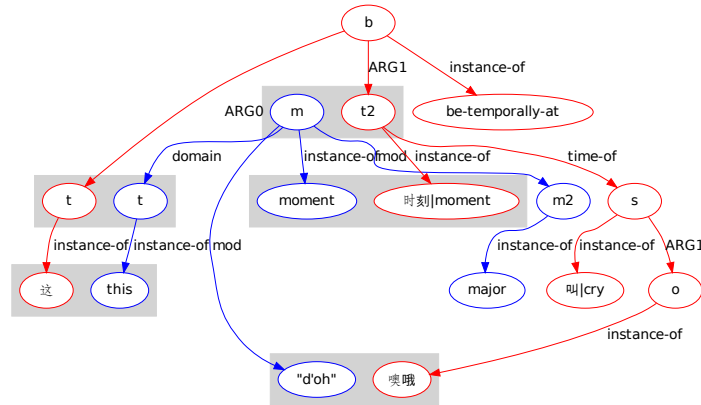 b
ARG1
instance-of
ARG0
m
t2
be-temporally-at
domain
instance-of
mod
instance-of
time-of
t
t
moment
时刻|moment
m2
s
instance-of
instance-of
mod
instance-of
instance-of
ARG1
这
this
major
叫|cry
o
instance-of
"d'oh"
噢哦